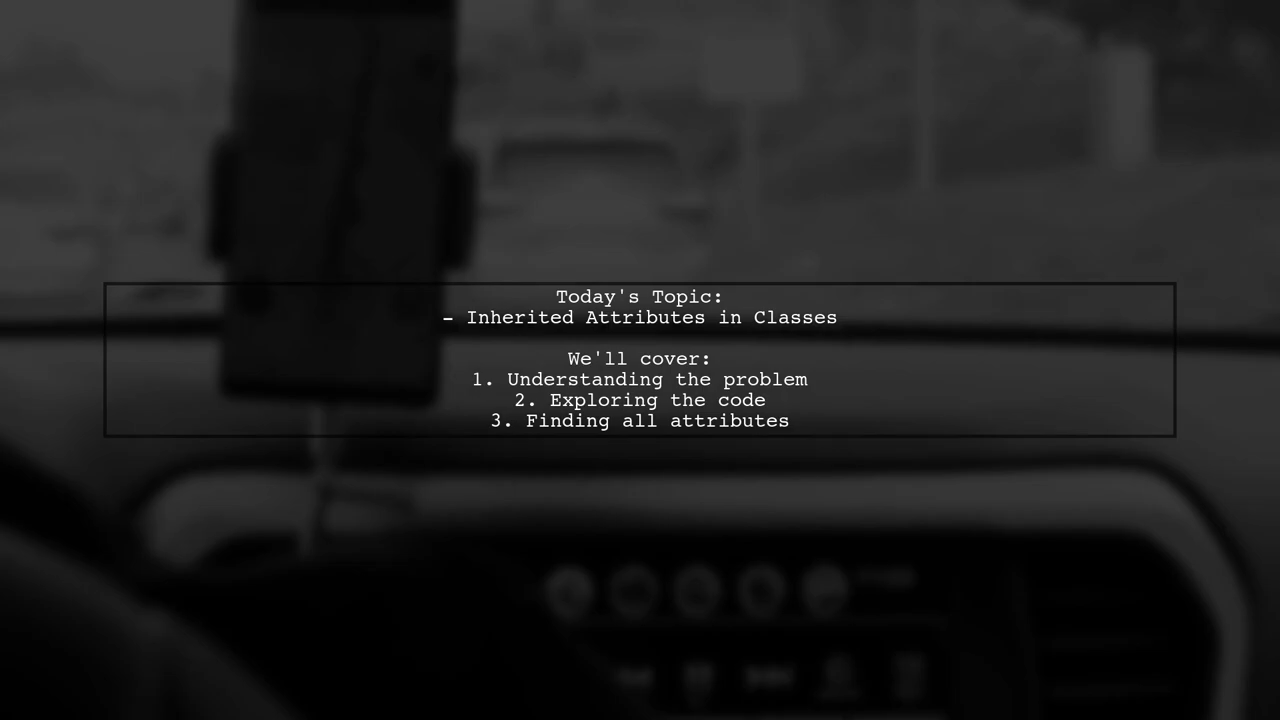 Today's Topic:
- Inherited Attributes in Classes
We'll cover:
1. Understanding the problem
2. Exploring the code
3. Finding all attributes